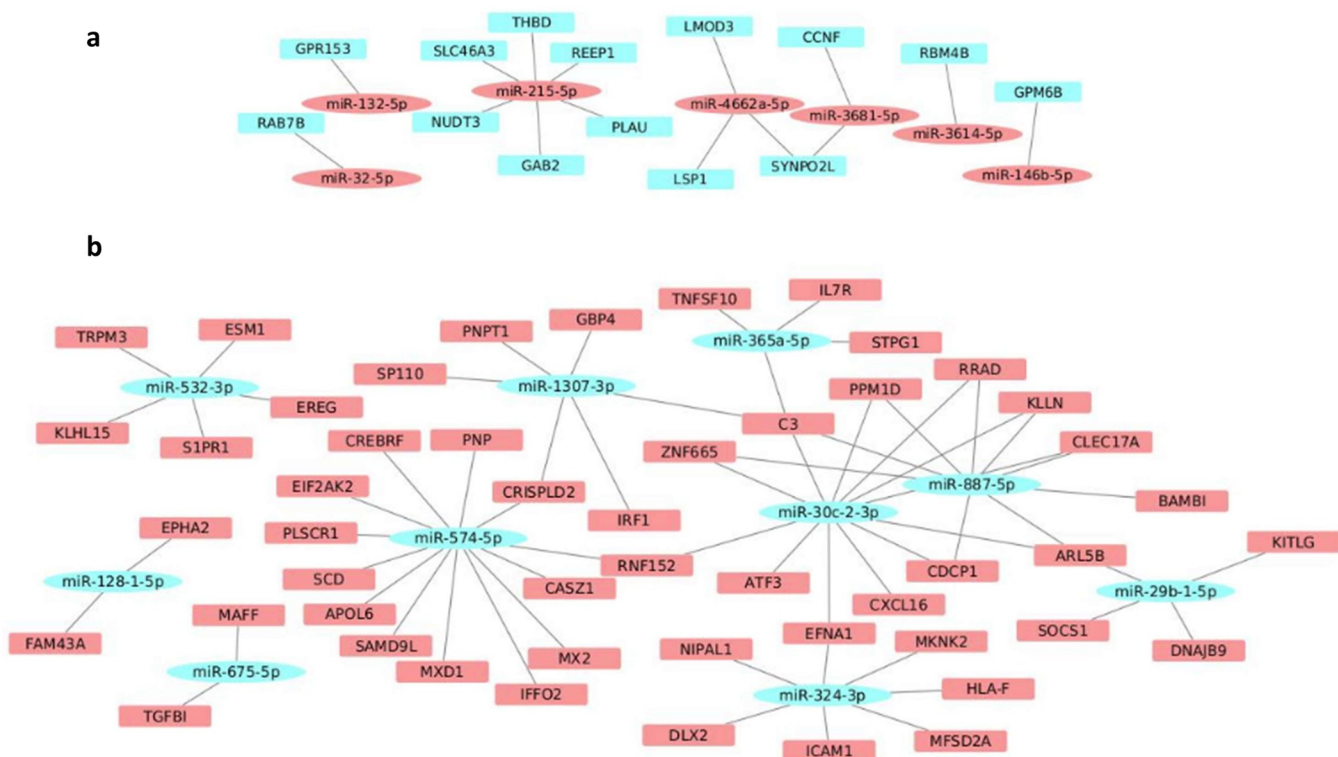 a
THBD
LMOD3
CCNF
GPR153
SLC46A3
REEP1
RBM4B
miR-215-5p
GPM6B
miR-132-5p
miR-4662a-5p
miR-3681-5p
RAB7B
NUDT3
PLAU
miR-3614-5p
GAB2
SYNPO2L
miR-32-5p
LSP1
miR-146b-5p
b
TNFSF10
IL7R
TRPM3
ESM1
PNPT1
GBP4
miR-365a-5p
STPG1
SP110
miR-1307-3p
RRAD
miR-532-3p
PPM1D
KLLN
EREG
C3
KLHL15
S1PR1
CREBRF
PNP
ZNF665
CLEC17A
EIF2AK2
CRISPLD2
miR-887-5p
BAMBI
IRF1
miR-30c-2-3p
EPHA2
PLSCR1
miR-574-5p
KITLG
RNF152
ARL5B
miR-128-1-5p
SCD
CASZ1
ATF3
CDCP1
miR-29b-1-5p
MAFF
APOL6
CXCL16
FAM43A
SAMD9L
EFNA1
MKNK2
SOCS1
NIPAL1
DNAJB9
miR-675-5p
MXD1
MX2
IFFO2
miR-324-3p
HLA-F
TGFBI
DLX2
ICAM1
MFSD2A